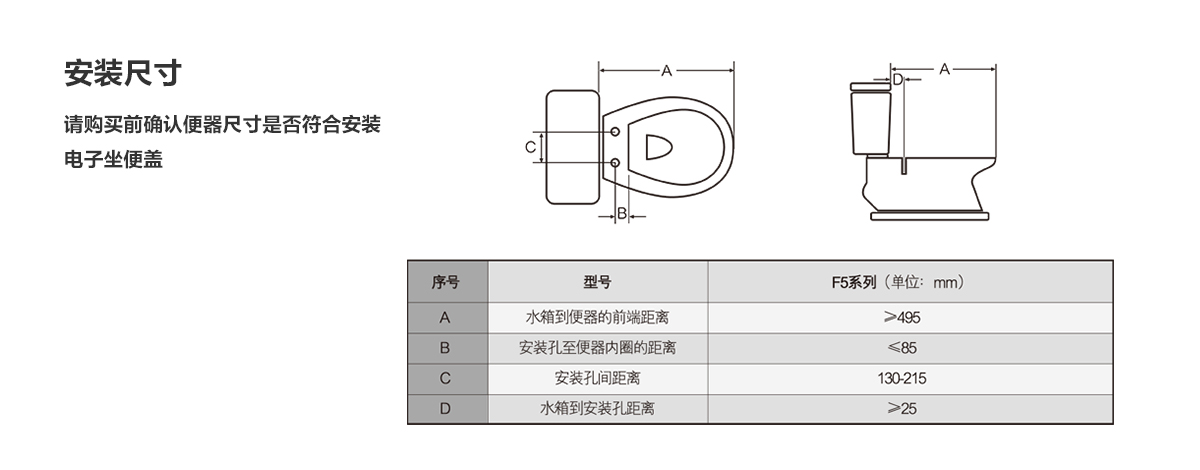 安装尺寸
请购买前确认便器尺寸是否符合安装
电子坐便盖
A
C
B
A
D
序号 型号 F5系列（单位：mm）
A 水箱到便器的前端距离 ≥495
B 安装孔至便器内圈的距离 ≤85
C 安装孔间距离 130-215
D 水箱到安装孔距离 ≥25